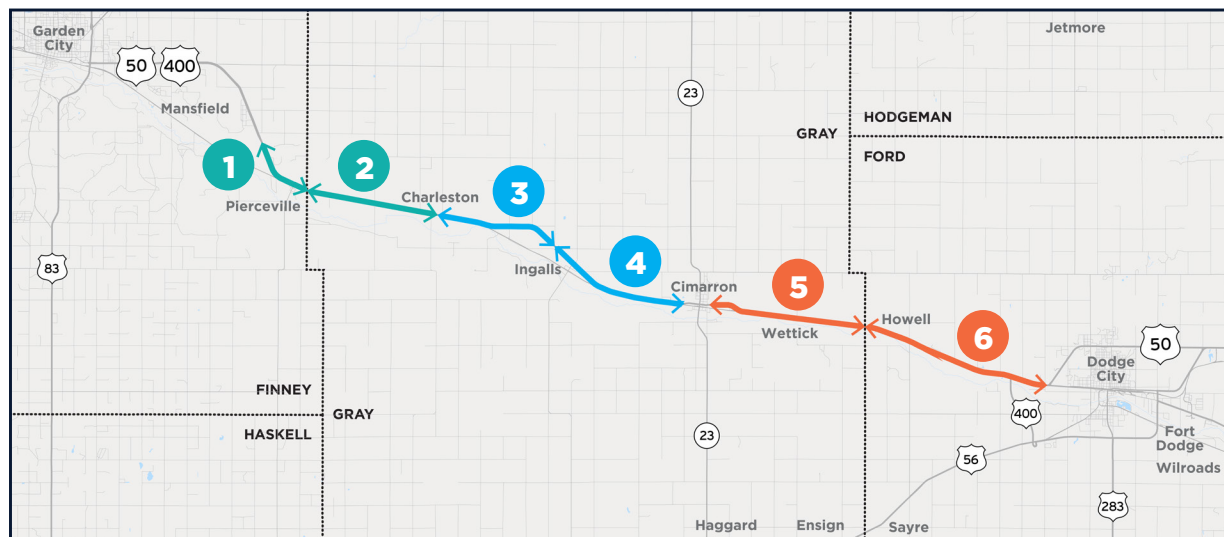 Garden
City
50
400
Mansfield
1
Pierceville
2
Charleston
3
Ingalls
4
23
Cimarron
5
Wettick
GRAY
HODGEMAN
FORD
Jetmore
Howell
6
Dodge
City
50
400
Fort
Dodge
Wilroads
56
283
83
FINNEY
HASKELL
GRAY
23
Haggard
Ensign
Sayre